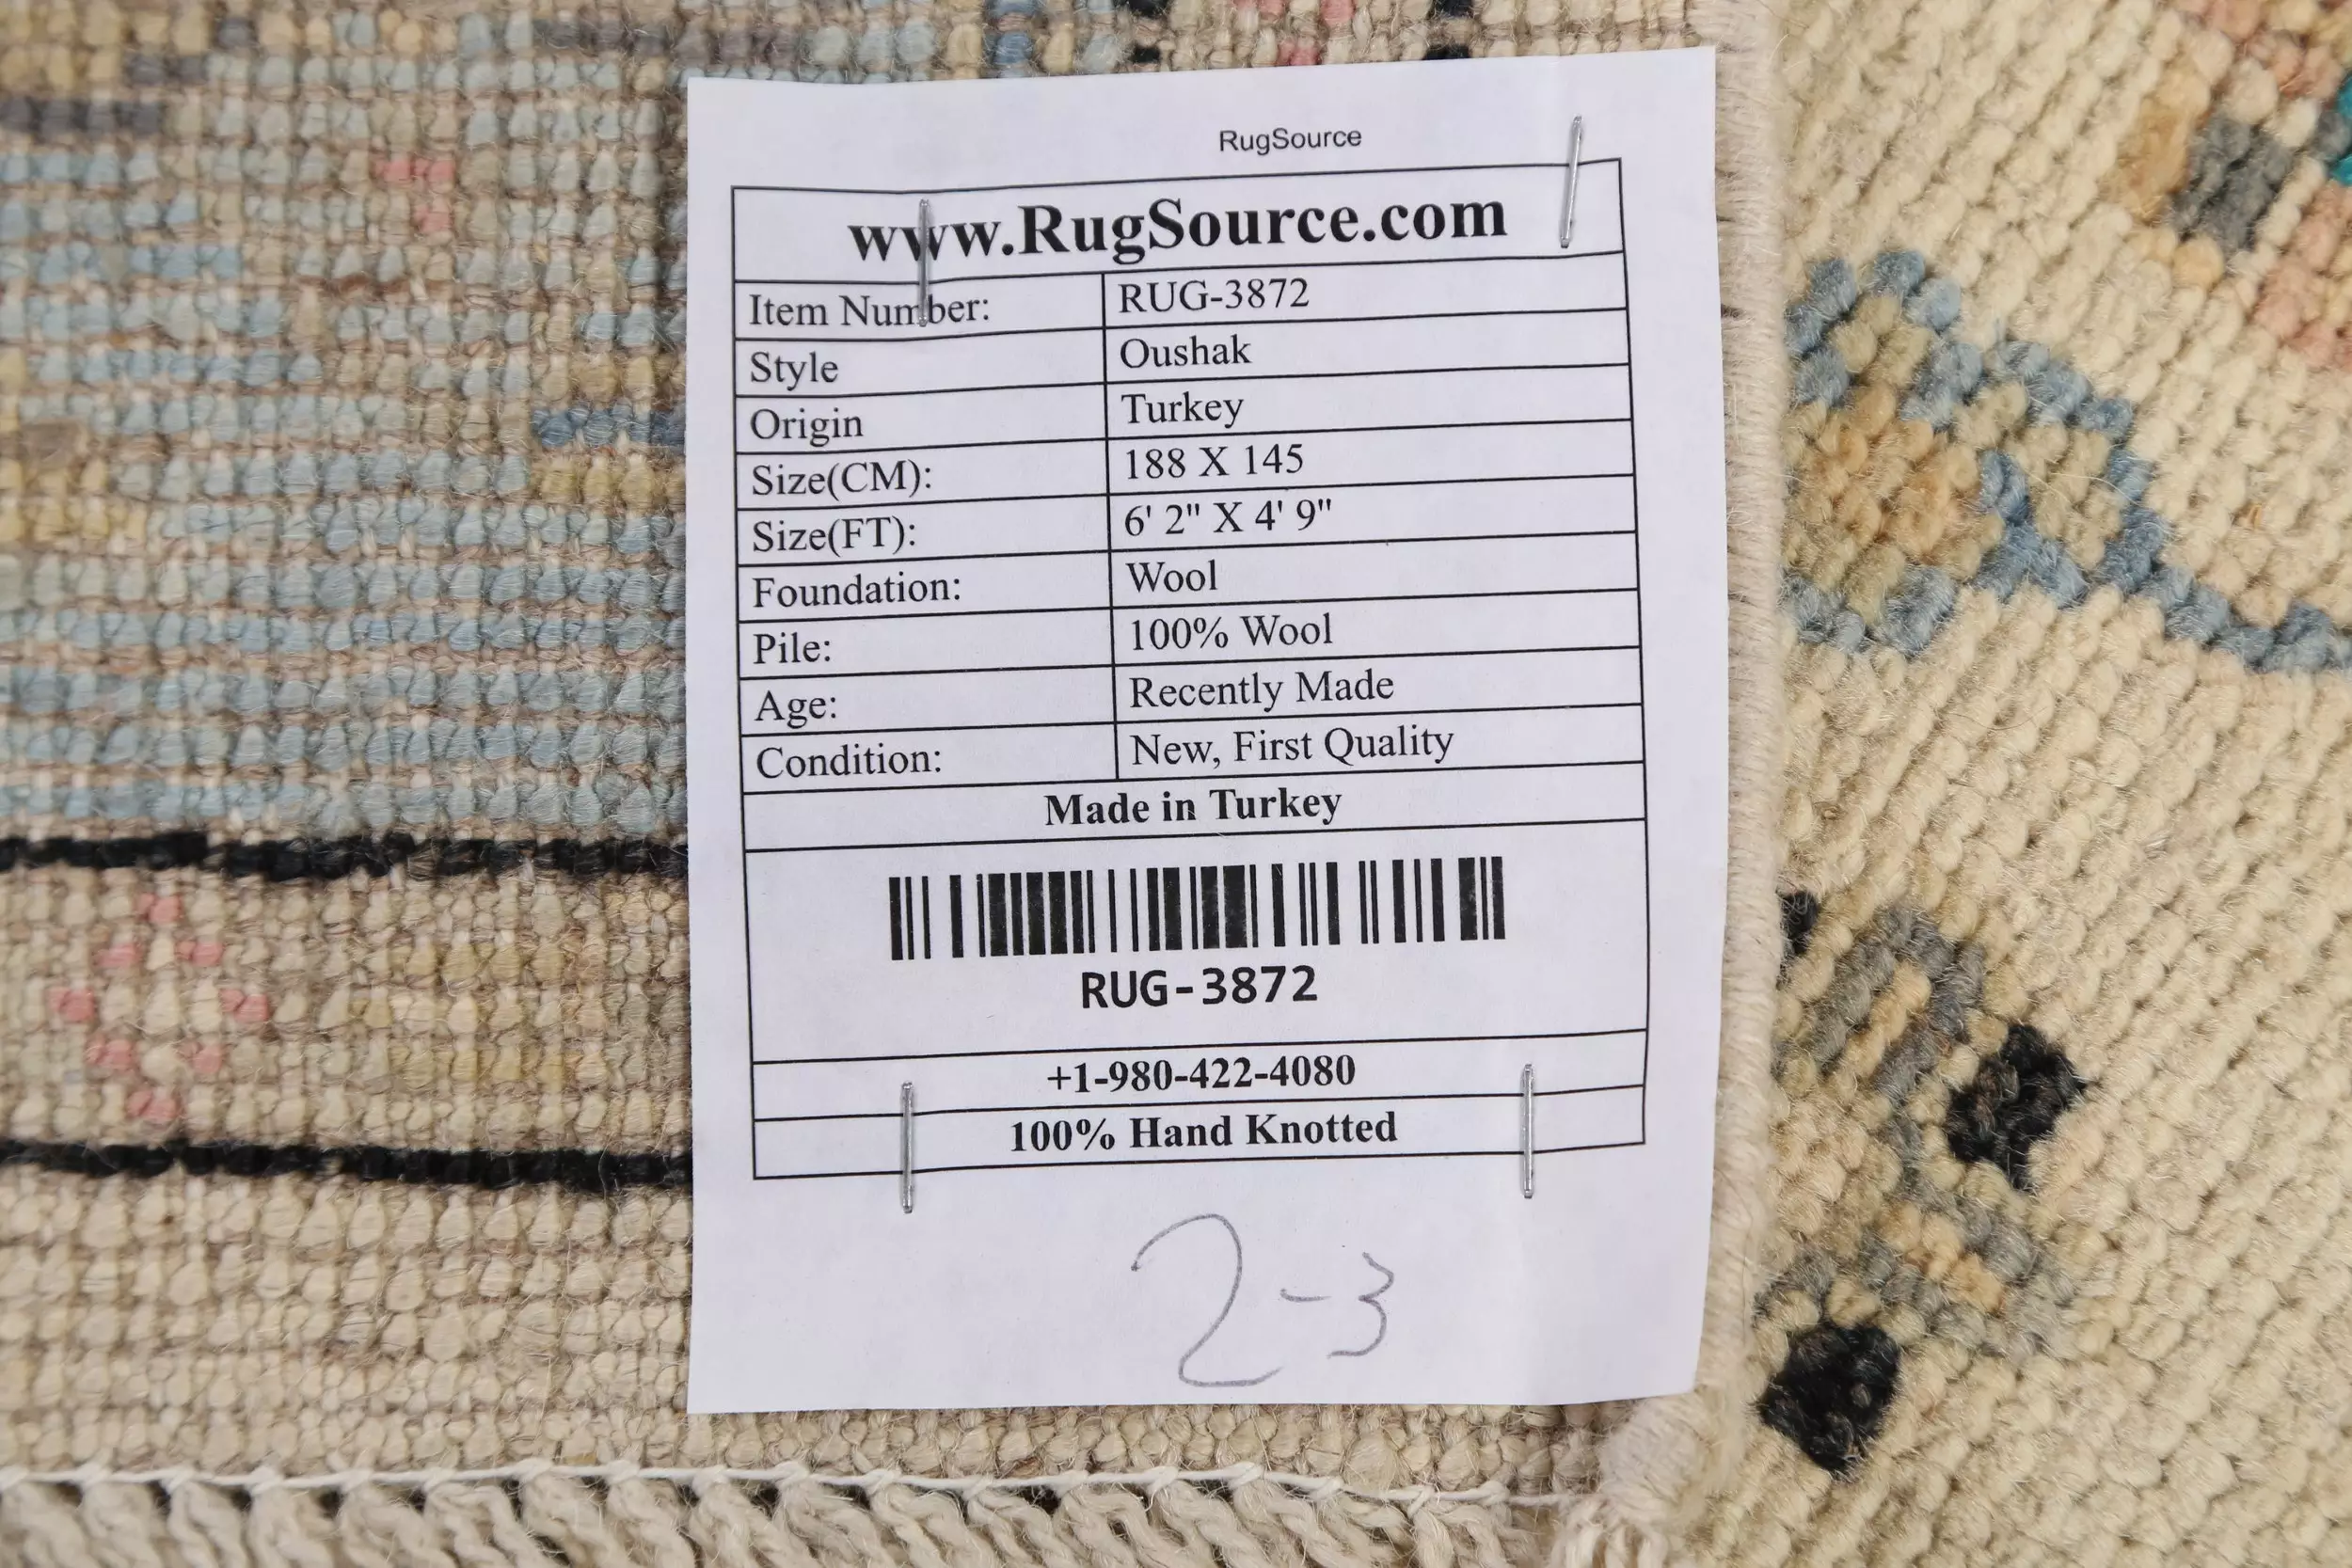 RugSource
www.RugSource.com
Item Number: RUG-3872
Style Oushak
Origin Turkey
Size(CM): 188 X 145
Size(FT): 6' 2" X 4' 9"
Foundation: Wool
Pile: 100% Wool
Age: Recently Made
Condition: New, First Quality
Made in Turkey
RUG-3872
+1-980-422-4080
100% Hand Knotted
2-3